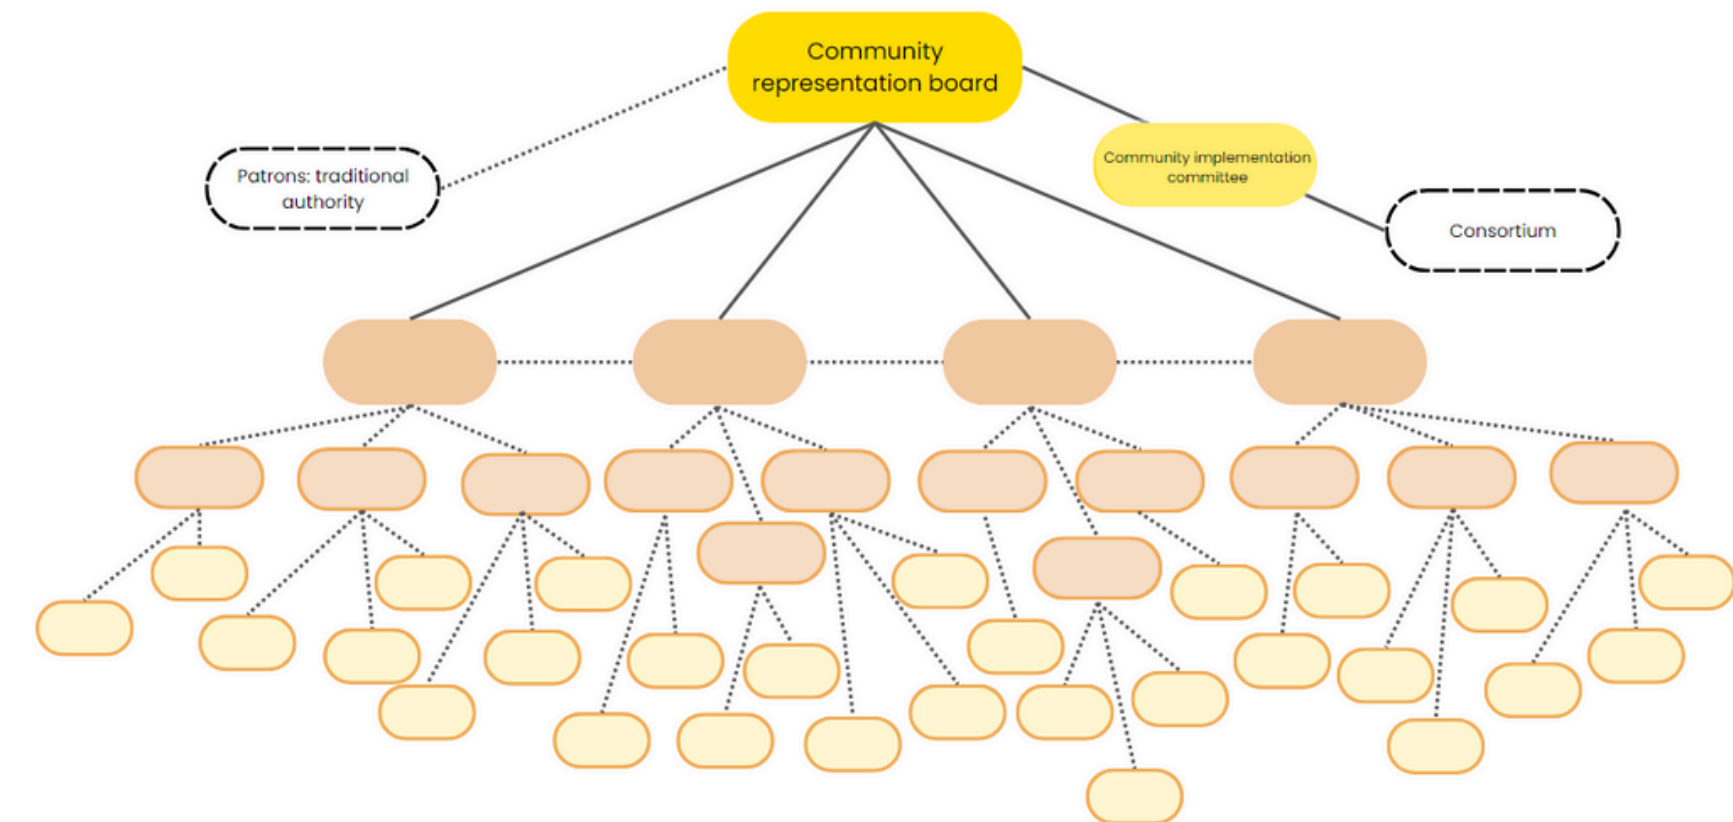 Community
representation board
Patrons: traditional
authority
Community implementation
committee
Consortium